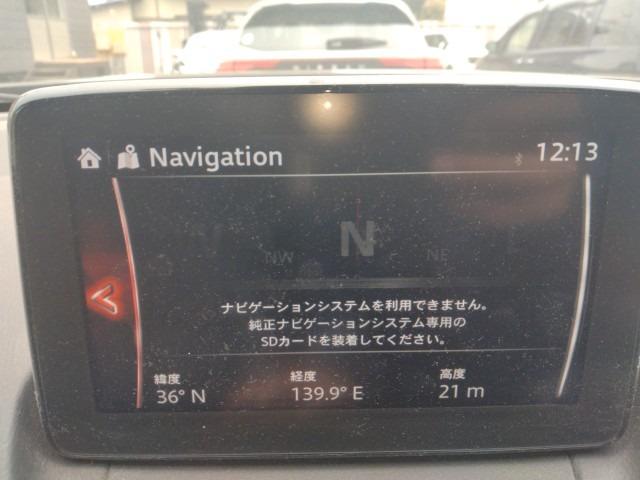 Navigation
12:13
N
NW
NE
ナビゲーションシステムを利用できません。
純正ナビゲーションシステム専用の
SDカードを装着してください。
緯度 経度 高度
36° N 139.9° E 21 m